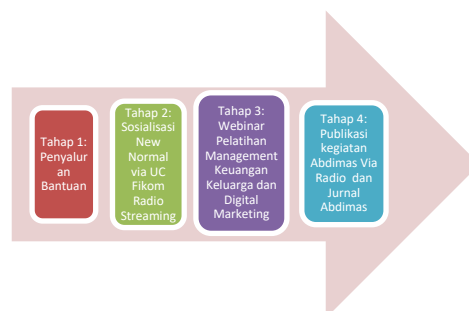 Tahap 1:
Penyalur
an
Bantuan
Tahap 2:
Sosialisasi
New
Normal
via UC
Fikom
Radio
Streaming
Tahap 3:
Webinar
Pelatihan
Management
Keuangan
Keluarga dan
Digital
Marketing
Tahap 4:
Publikasi
kegiatan
Abdimas Via
Radio dan
Jurnal
Abdimas